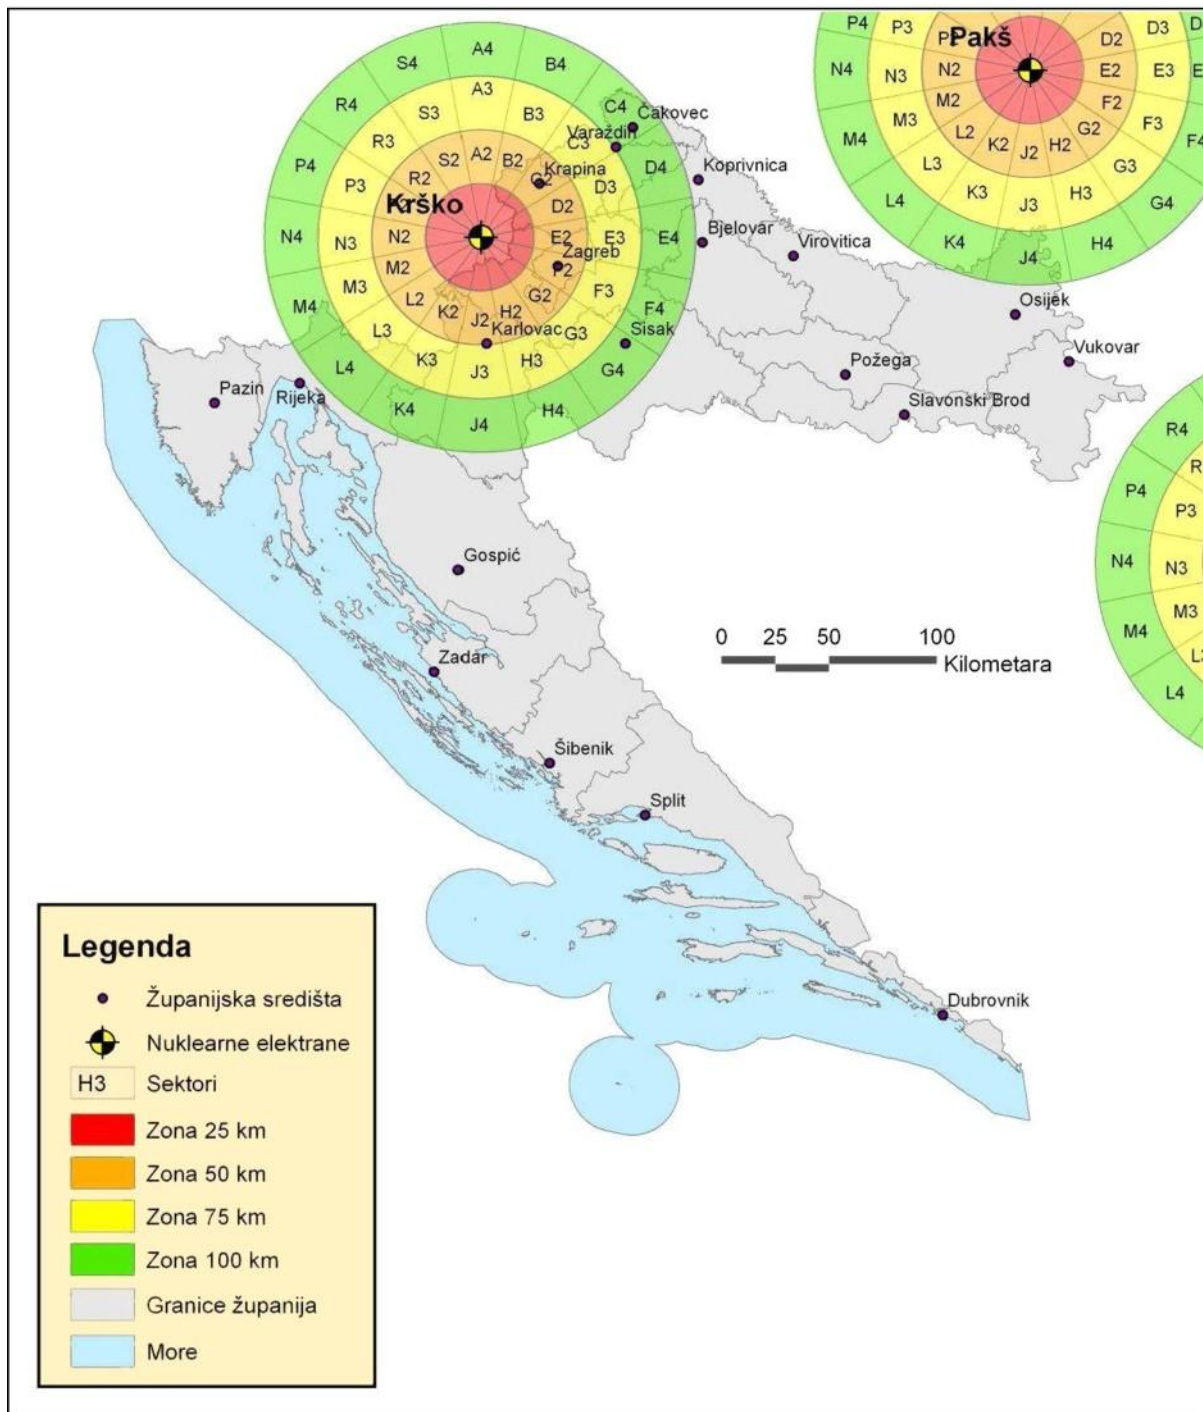 S4 A4 B4
R4 S3 A3 B3 C4 Čakovec
Varaždin
R3 C3
P4 P3 R2 S2 A2 B2 C2 Krapina D3 D4 Koprivnica
Krško
N4 N3 N2 D2 E2 E3 E4 Bjelovar
Virovitica
M4 M3 M2 Zagreb
F2 F3 F4
L2 K2 J2 H2 G2
L4 L3 K3 J3 H3 G3 G4
Karlovac Sisak
K4 J4 H4
Pakš
P4 P3 D2 D3
N4 N3 N2 E2 E3
M4 M3 M2 F2 F3 F4
L2 K2 J2 H2 G2
L4 L3 K3 J3 H3 G3 G4
K4 J4 H4
Osijek
Vukovar
Požega
Slavonski Brod
Pazin
Rijeka
R4
P4 P3
N4 N3
M4 M3
L4
Gospić
Zadar
Šibenik
Split
Dubrovnik
0 25 50 100
Kilometara
Legenda
Županijska središta
Nuklearne elektrane
H3 Sektori
Zona 25 km
Zona 50 km
Zona 75 km
Zona 100 km
Granice županija
More